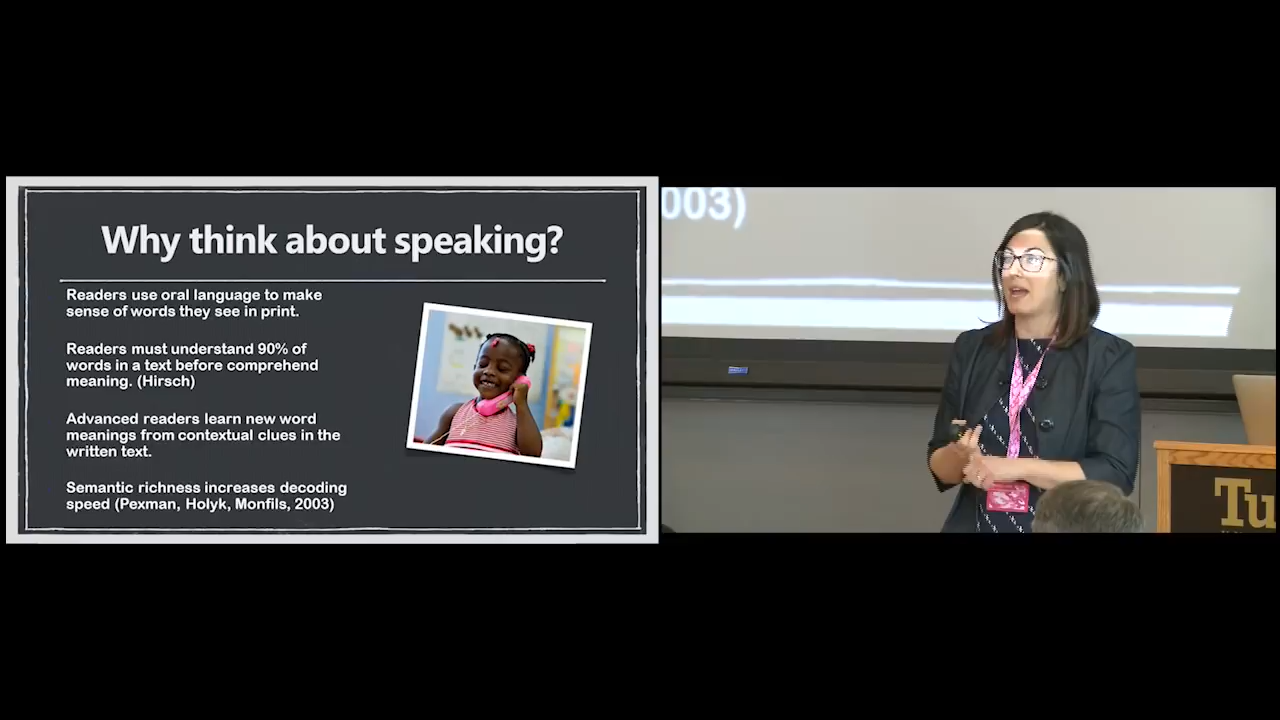 Why think about speaking?
Readers use oral language to make
sense of words they see in print.
Readers must understand 90% of
words in a text before comprehend
meaning. (Hirsch)
Advanced readers learn new word
meanings from contextual clues in the
written text.
Semantic richness increases decoding
speed (Pexman, Holyk, Monfils, 2003)
003)
Tu